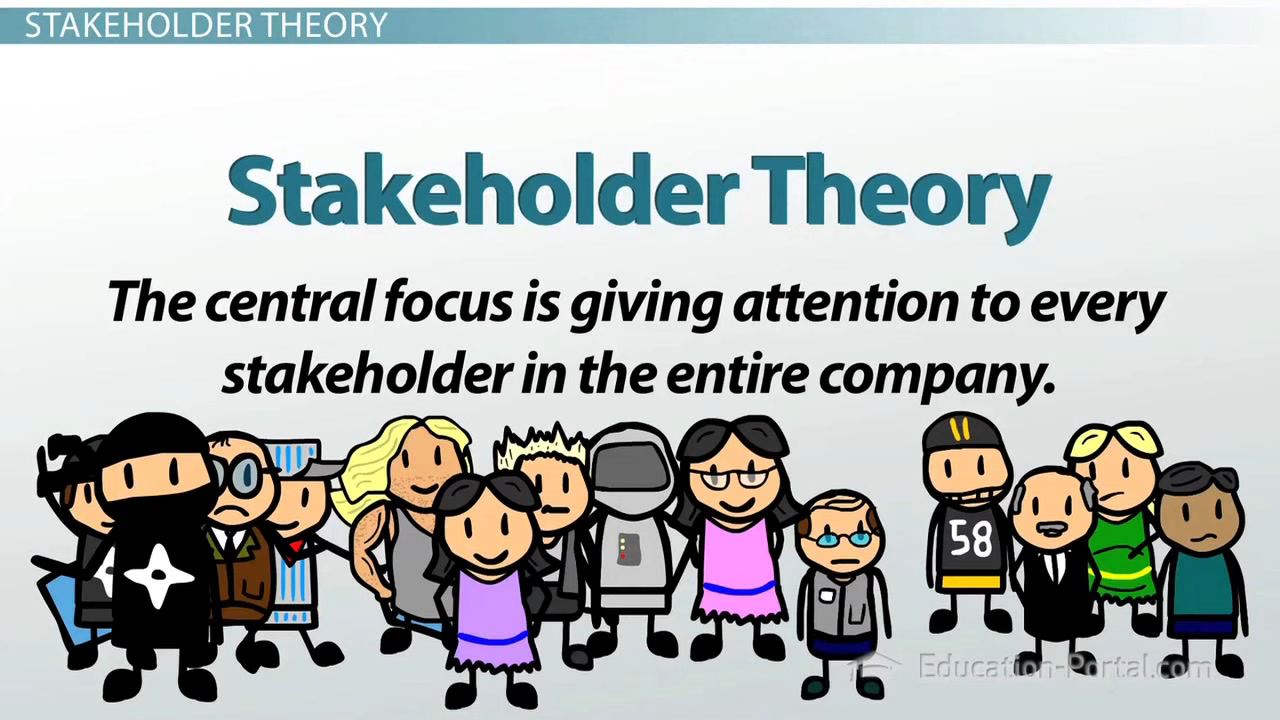 STAKEHOLDER THEORY
Stakeholder Theory
The central focus is giving attention to every
stakeholder in the entire company.
58
Education-Portal.com